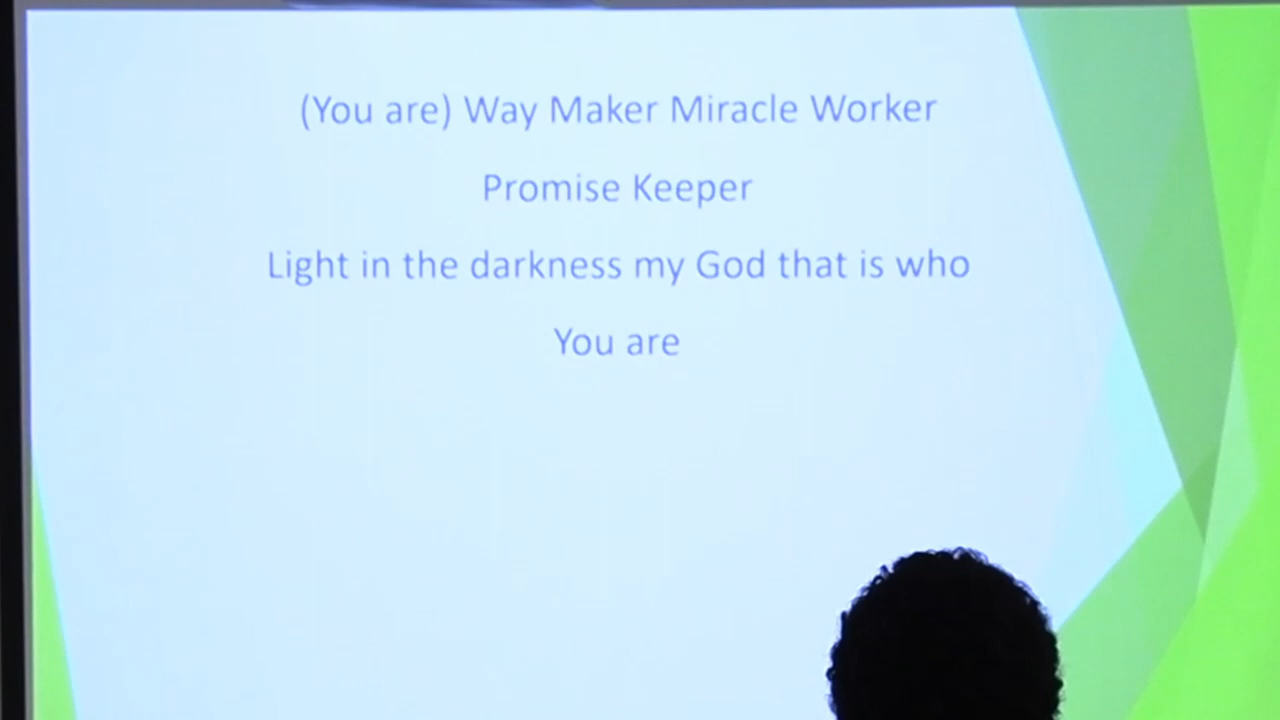 (You are) Way Maker Miracle Worker
Promise Keeper
Light in the darkness my God that is who
You are